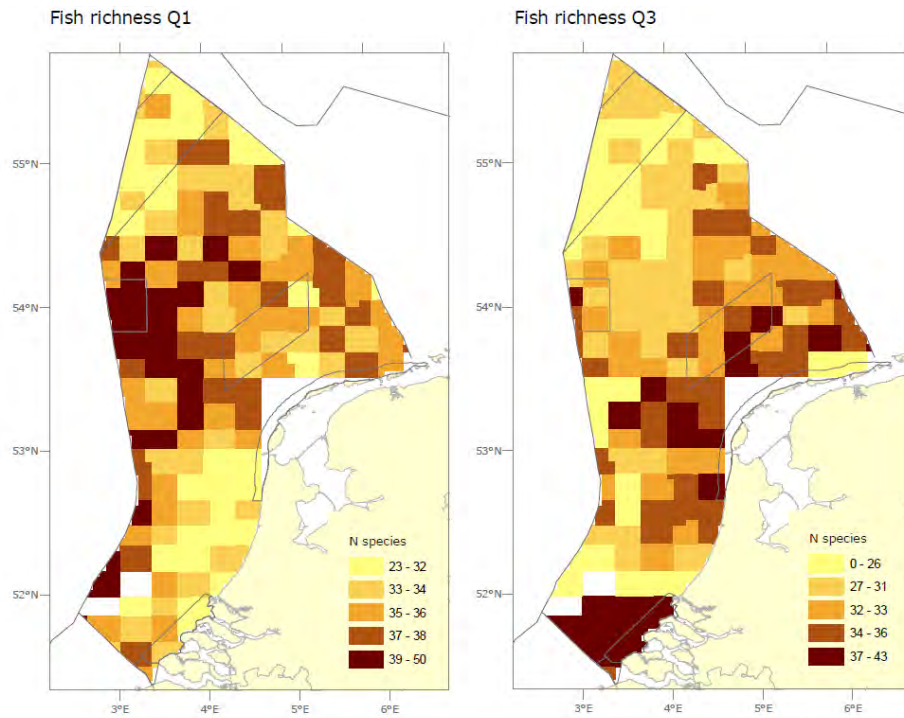 Fish richness Q1
Fish richness Q3
55°N
54°N
53°N
52°N
3°E
4°E
5°E
6°E
N species
23 - 32
33 - 34
35 - 36
37 - 38
39 - 50
55°N
54°N
53°N
52°N
3°E
4°E
5°E
6°E
N species
0 - 26
27 - 31
32 - 33
34 - 36
37 - 43